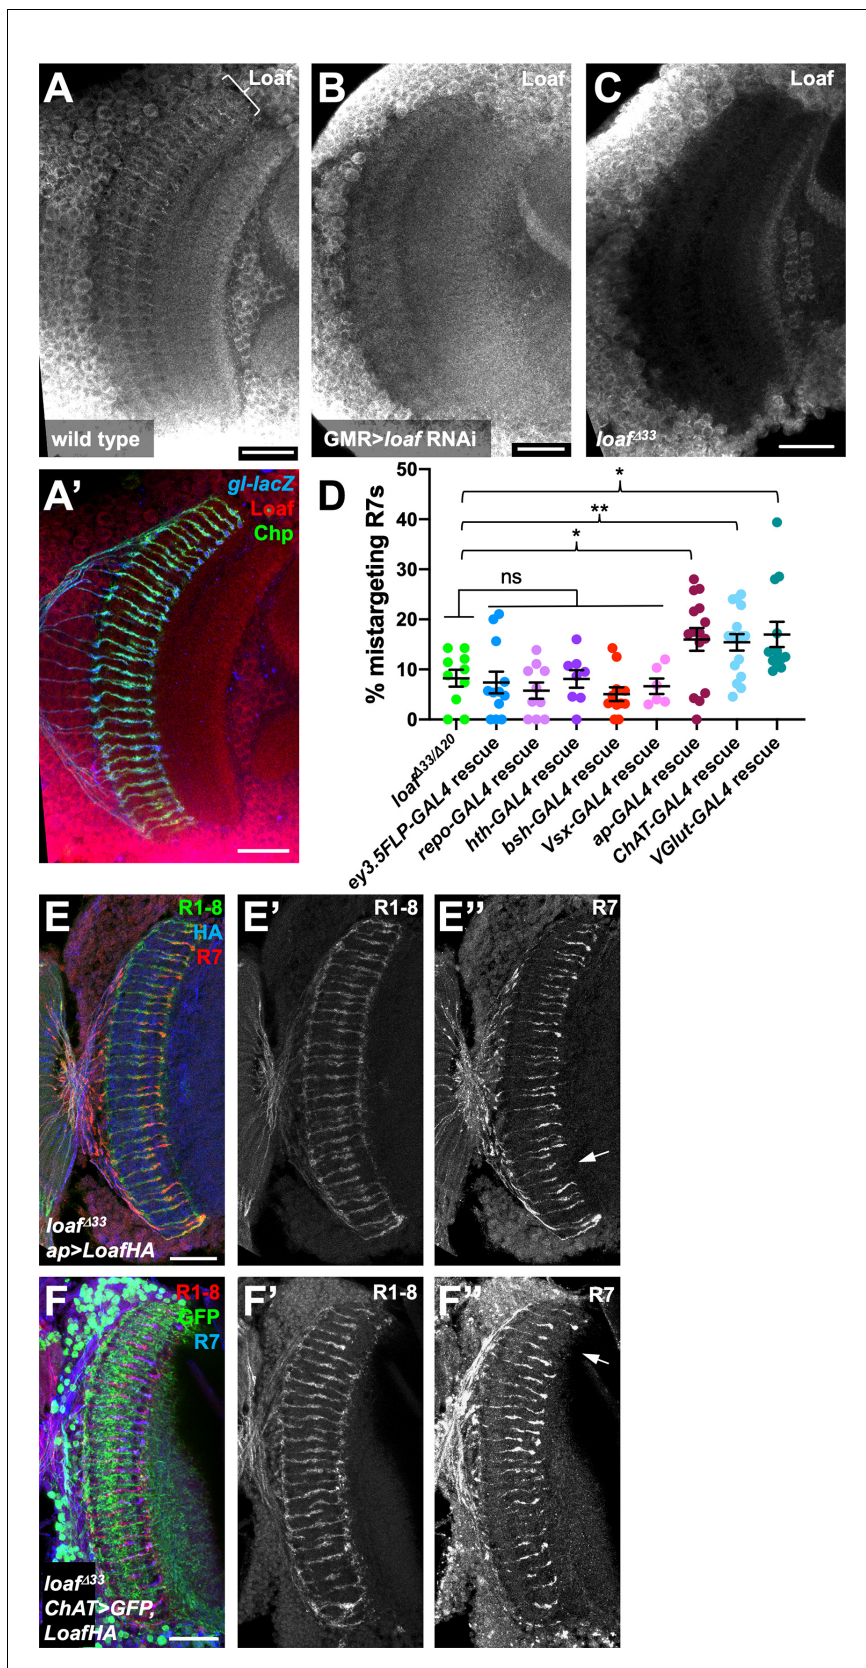 A
Loaf
wild type
B
Loaf
GMR>loaf RNAi
C
Loaf
loafΔ33
A'
gl-lacZ
Loaf
Chp
D
% mistargeting R7s
50
40
30
20
10
0
*
**
*
ns
loafΔ33/Δ20
ey3.5FLP-GAL4 rescue
repo-GAL4 rescue
hth-GAL4 rescue
bsh-GAL4 rescue
Vsx-GAL4 rescue
ap-GAL4 rescue
ChAT-GAL4 rescue
VGlut-GAL4 rescue
E
R1-8
HA
R7
loafΔ33
ap>LoafHA
E'
R1-8
E''
R7
F
R1-8
GFP
R7
loafΔ33
ChAT>GFP,
LoafHA
F'
R1-8
F''
R7